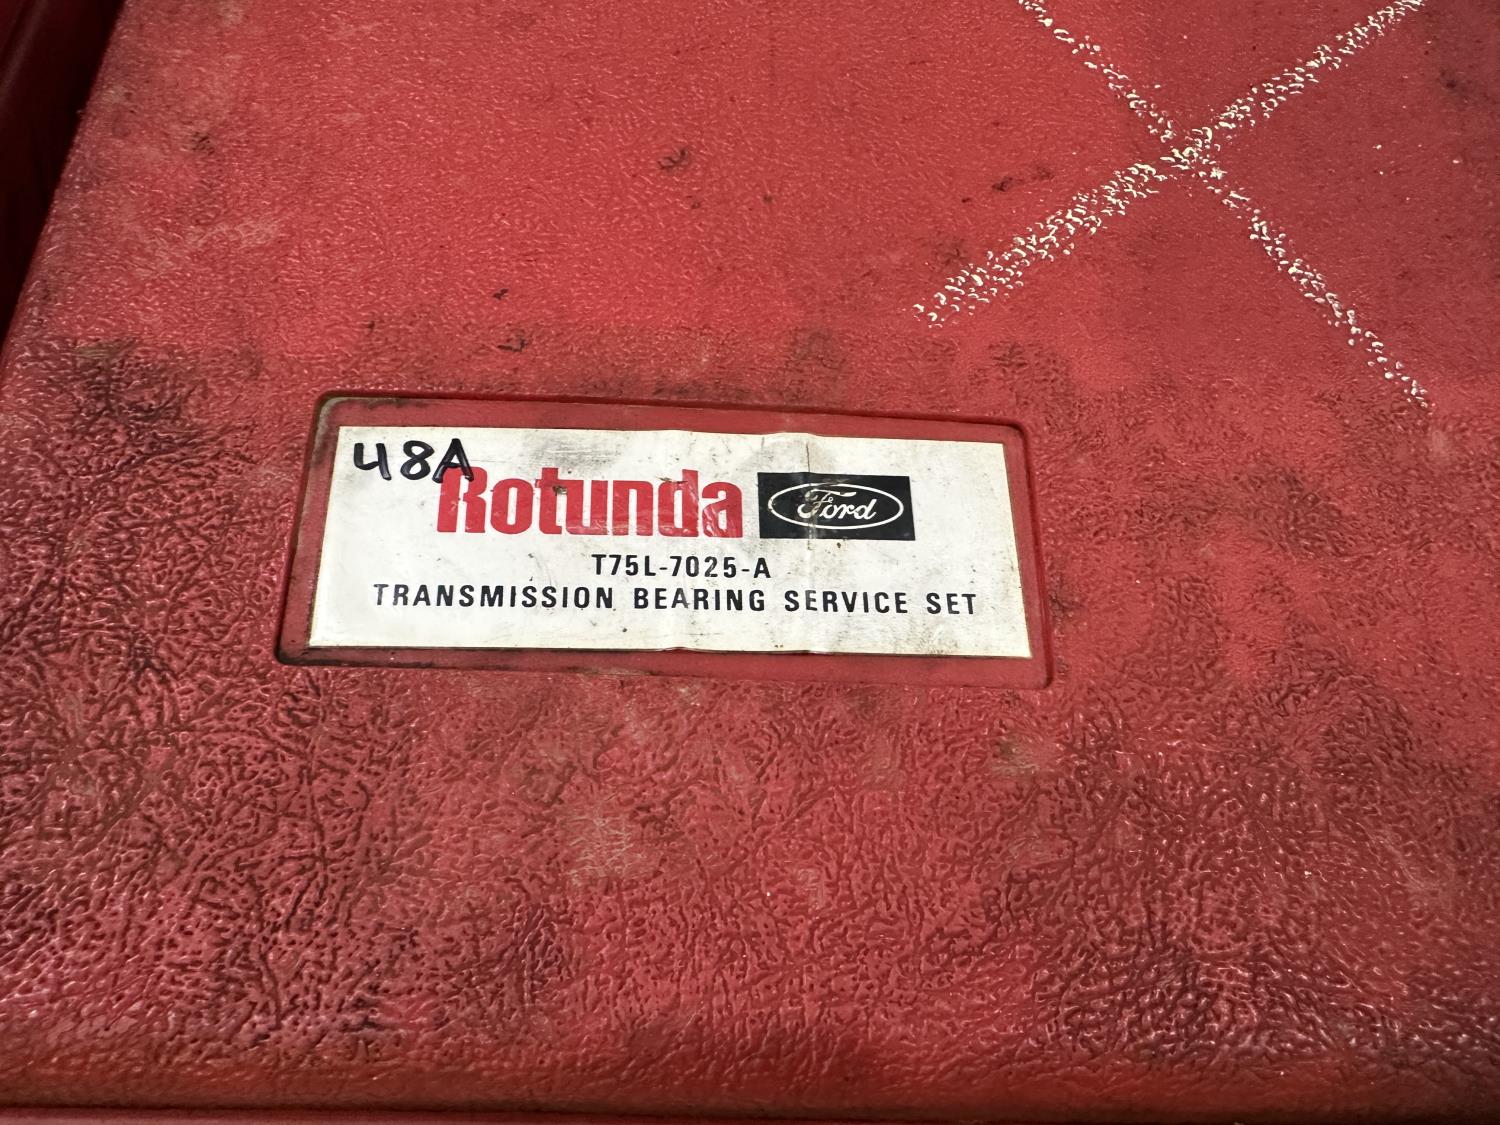 48A
Rotunda Ford
T75L-7025-A
TRANSMISSION BEARING SERVICE SET